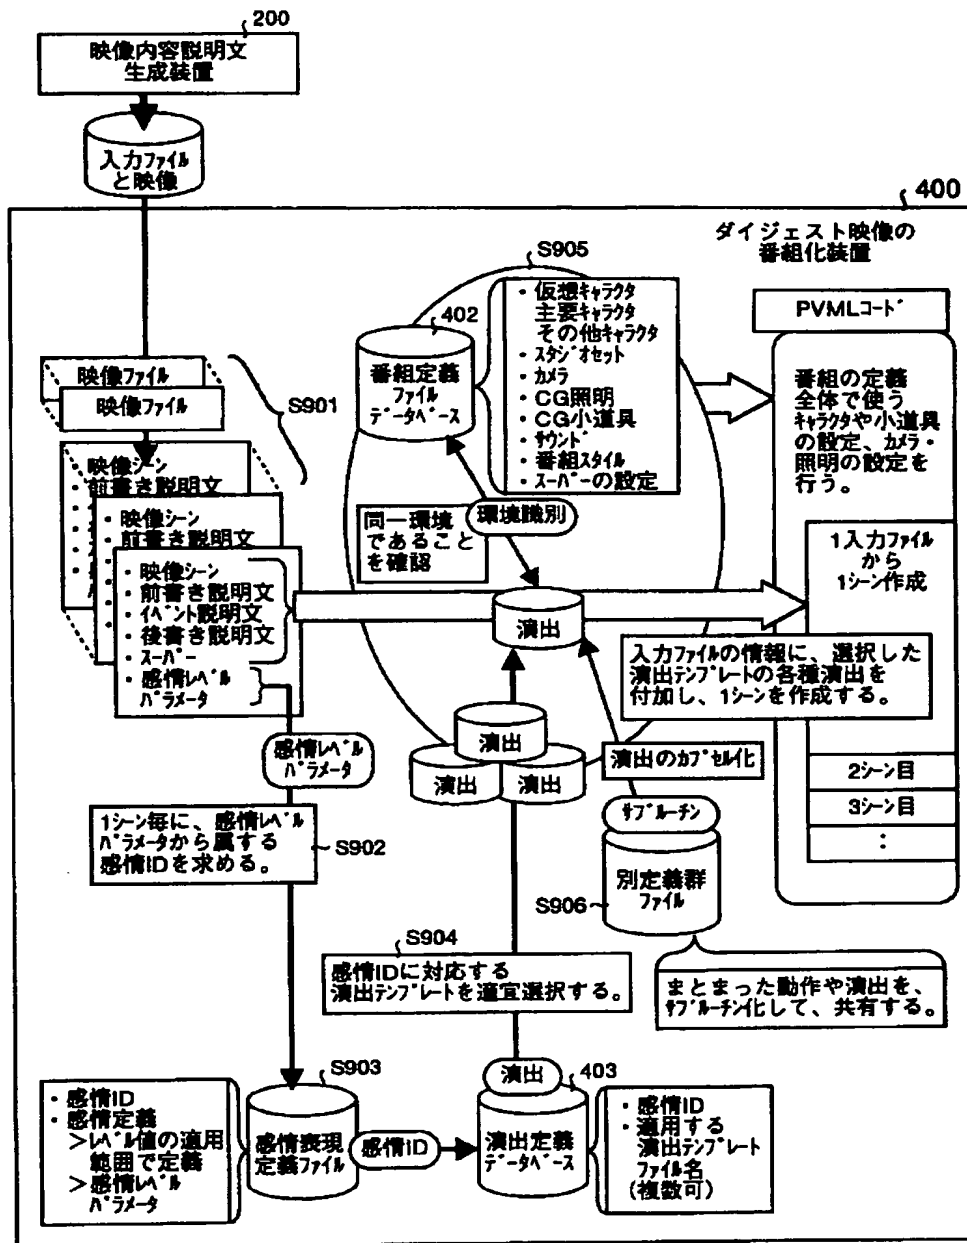 200
映像内容説明文
生成装置
入力ファイル
と映像
400
ダイジェスト映像の
番組化装置
S905
・仮想キャラクタ
主要キャラクタ
その他キャラクタ
・スタジオセット
・カメラ
・CG照明
・CG小道具
・サウンド
・番組スタイル
・スーパーの設定
402
番組定義
ファイル
データベース
PVMLコード
番組の定義
全体で使う
キャラクタや小道具
の設定、カメラ・
照明の設定を
行う。
映像ファイル
映像ファイル
S901
・映像シーン
・前書き説明文
・映像シーン
・前書き説明文
・映像シーン
・前書き説明文
・イベント説明文
・後書き説明文
・スーパー
・感情レベル
パラメータ
同一環境
であること
を確認
環境識別
演出
1入力ファイル
から
1シーン作成
入力ファイルの情報に、選択した
演出テンプレートの各種演出を
付加し、1シーンを作成する。
2シーン目
3シーン目
:
感情レベル
パラメータ
演出
演出
演出
演出のカプセル化
サブルーチン
別定義群
ファイル
S906
1シーン毎に、感情レベル
パラメータから属する
感情IDを求める。
S902
S904
感情IDに対応する
演出テンプレートを適宜選択する。
まとまった動作や演出を、
サブルーチン化して、共有する。
・感情ID
・感情定義
>レベル値の適用
範囲で定義
>感情レベル
パラメータ
S903
感情表現
定義ファイル
感情ID
演出
403
演出定義
データベース
・感情ID
・適用する
演出テンプレート
ファイル名
(複数可)